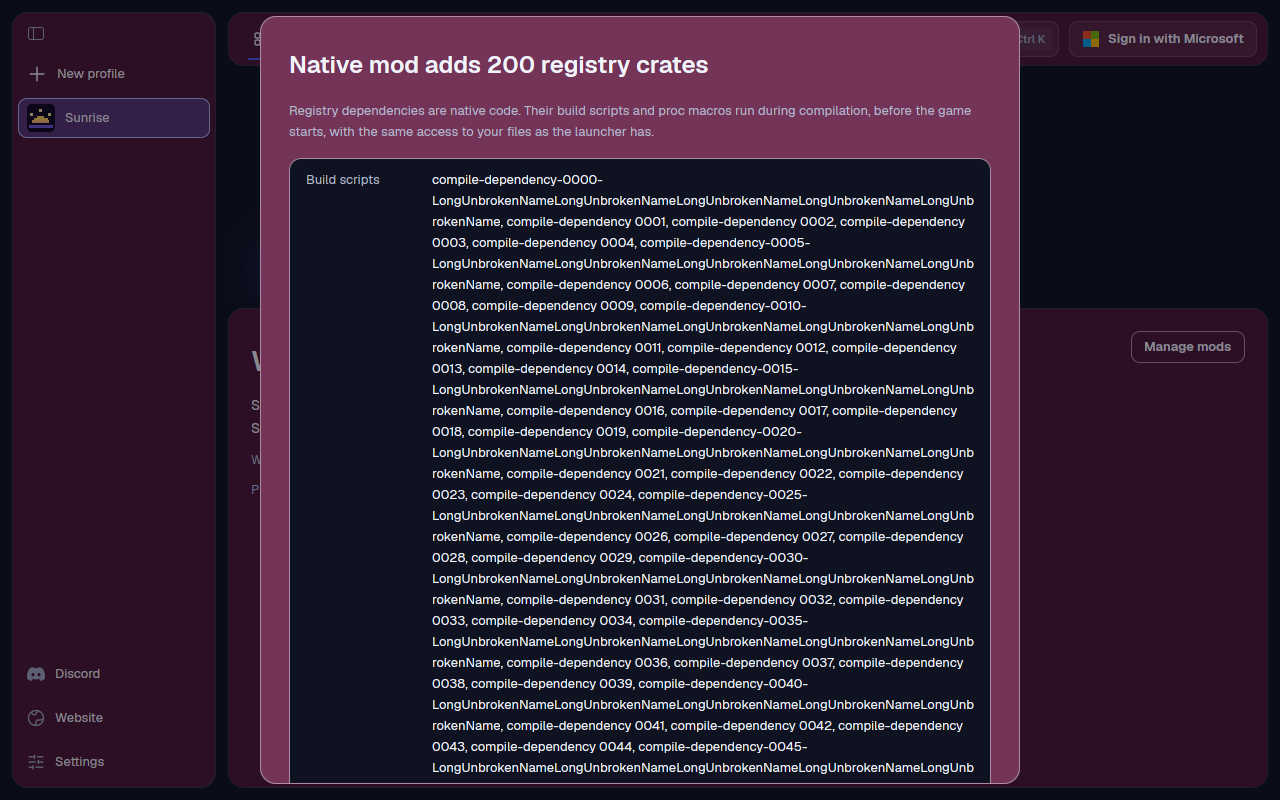 New profile
Sunrise
Discord
Website
Settings
Ctrl K
Sign in with Microsoft
Manage mods
Native mod adds 200 registry crates
Registry dependencies are native code. Their build scripts and proc macros run during compilation, before the game
starts, with the same access to your files as the launcher has.
Build scripts
compile-dependency-0000-
LongUnbrokenNameLongUnbrokenNameLongUnbrokenNameLongUnbrokenNameLongUnb
rokenName, compile-dependency 0001, compile-dependency 0002, compile-dependency
0003, compile-dependency 0004, compile-dependency-0005-
LongUnbrokenNameLongUnbrokenNameLongUnbrokenNameLongUnbrokenNameLongUnb
rokenName, compile-dependency 0006, compile-dependency 0007, compile-dependency
0008, compile-dependency 0009, compile-dependency-0010-
LongUnbrokenNameLongUnbrokenNameLongUnbrokenNameLongUnbrokenNameLongUnb
rokenName, compile-dependency 0011, compile-dependency 0012, compile-dependency
0013, compile-dependency 0014, compile-dependency-0015-
LongUnbrokenNameLongUnbrokenNameLongUnbrokenNameLongUnbrokenNameLongUnb
rokenName, compile-dependency 0016, compile-dependency 0017, compile-dependency
0018, compile-dependency 0019, compile-dependency-0020-
LongUnbrokenNameLongUnbrokenNameLongUnbrokenNameLongUnbrokenNameLongUnb
rokenName, compile-dependency 0021, compile-dependency 0022, compile-dependency
0023, compile-dependency 0024, compile-dependency-0025-
LongUnbrokenNameLongUnbrokenNameLongUnbrokenNameLongUnbrokenNameLongUnb
rokenName, compile-dependency 0026, compile-dependency 0027, compile-dependency
0028, compile-dependency 0029, compile-dependency-0030-
LongUnbrokenNameLongUnbrokenNameLongUnbrokenNameLongUnbrokenNameLongUnb
rokenName, compile-dependency 0031, compile-dependency 0032, compile-dependency
0033, compile-dependency 0034, compile-dependency-0035-
LongUnbrokenNameLongUnbrokenNameLongUnbrokenNameLongUnbrokenNameLongUnb
rokenName, compile-dependency 0036, compile-dependency 0037, compile-dependency
0038, compile-dependency 0039, compile-dependency-0040-
LongUnbrokenNameLongUnbrokenNameLongUnbrokenNameLongUnbrokenNameLongUnb
rokenName, compile-dependency 0041, compile-dependency 0042, compile-dependency
0043, compile-dependency 0044, compile-dependency-0045-
LongUnbrokenNameLongUnbrokenNameLongUnbrokenNameLongUnbrokenNameLongUnb